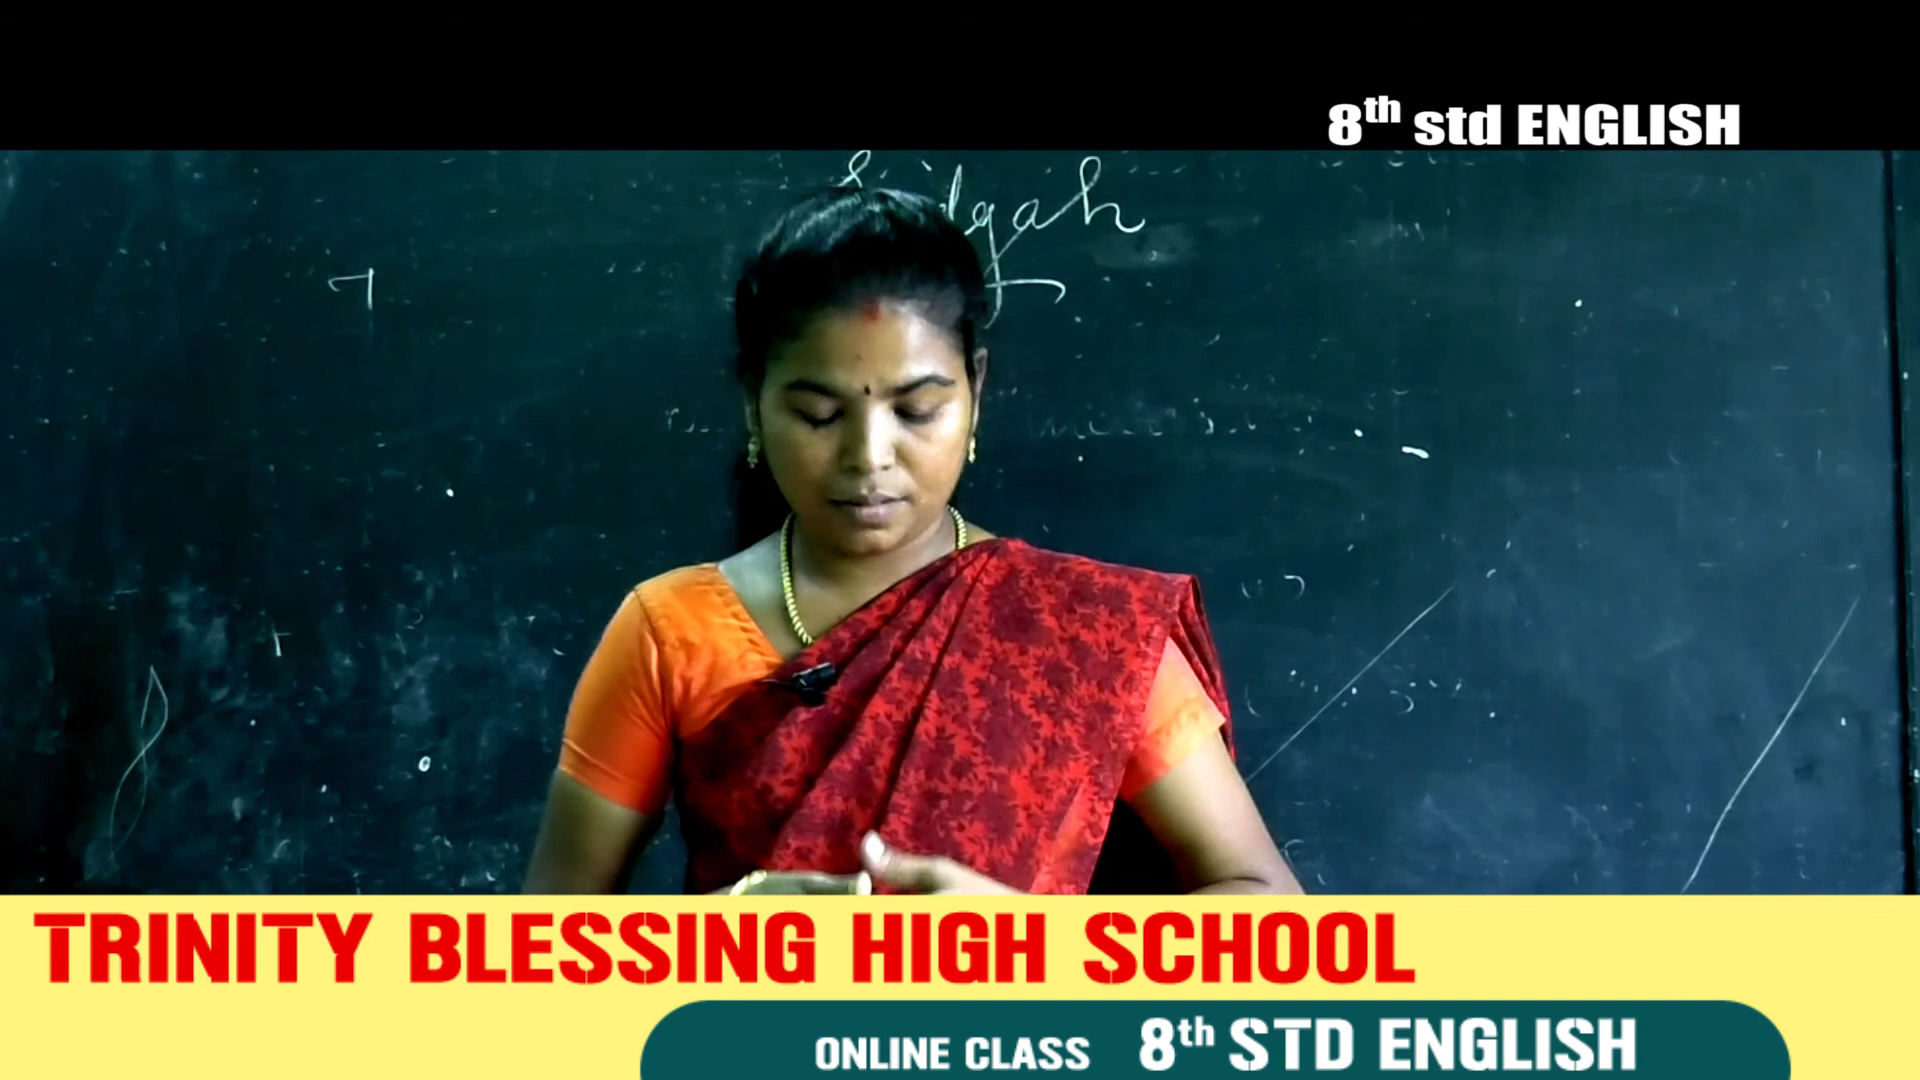 8th std ENGLISH
TRINITY BLESSING HIGH SCHOOL
ONLINE CLASS 8th STD ENGLISH